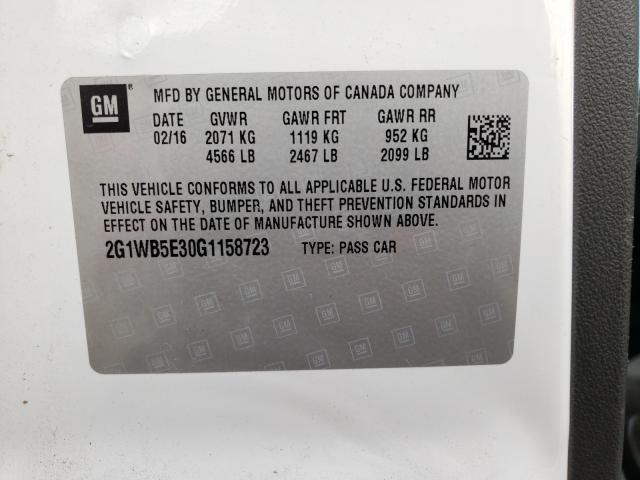 GM ®
MFD BY GENERAL MOTORS OF CANADA COMPANY
DATE GVWR GAWR FRT GAWR RR
02/16 2071 KG 1119 KG 952 KG
4566 LB 2467 LB 2099 LB
THIS VEHICLE CONFORMS TO ALL APPLICABLE U.S. FEDERAL MOTOR
VEHICLE SAFETY, BUMPER, AND THEFT PREVENTION STANDARDS IN
EFFECT ON THE DATE OF MANUFACTURE SHOWN ABOVE.
2G1WB5E30G1158723 TYPE: PASS CAR